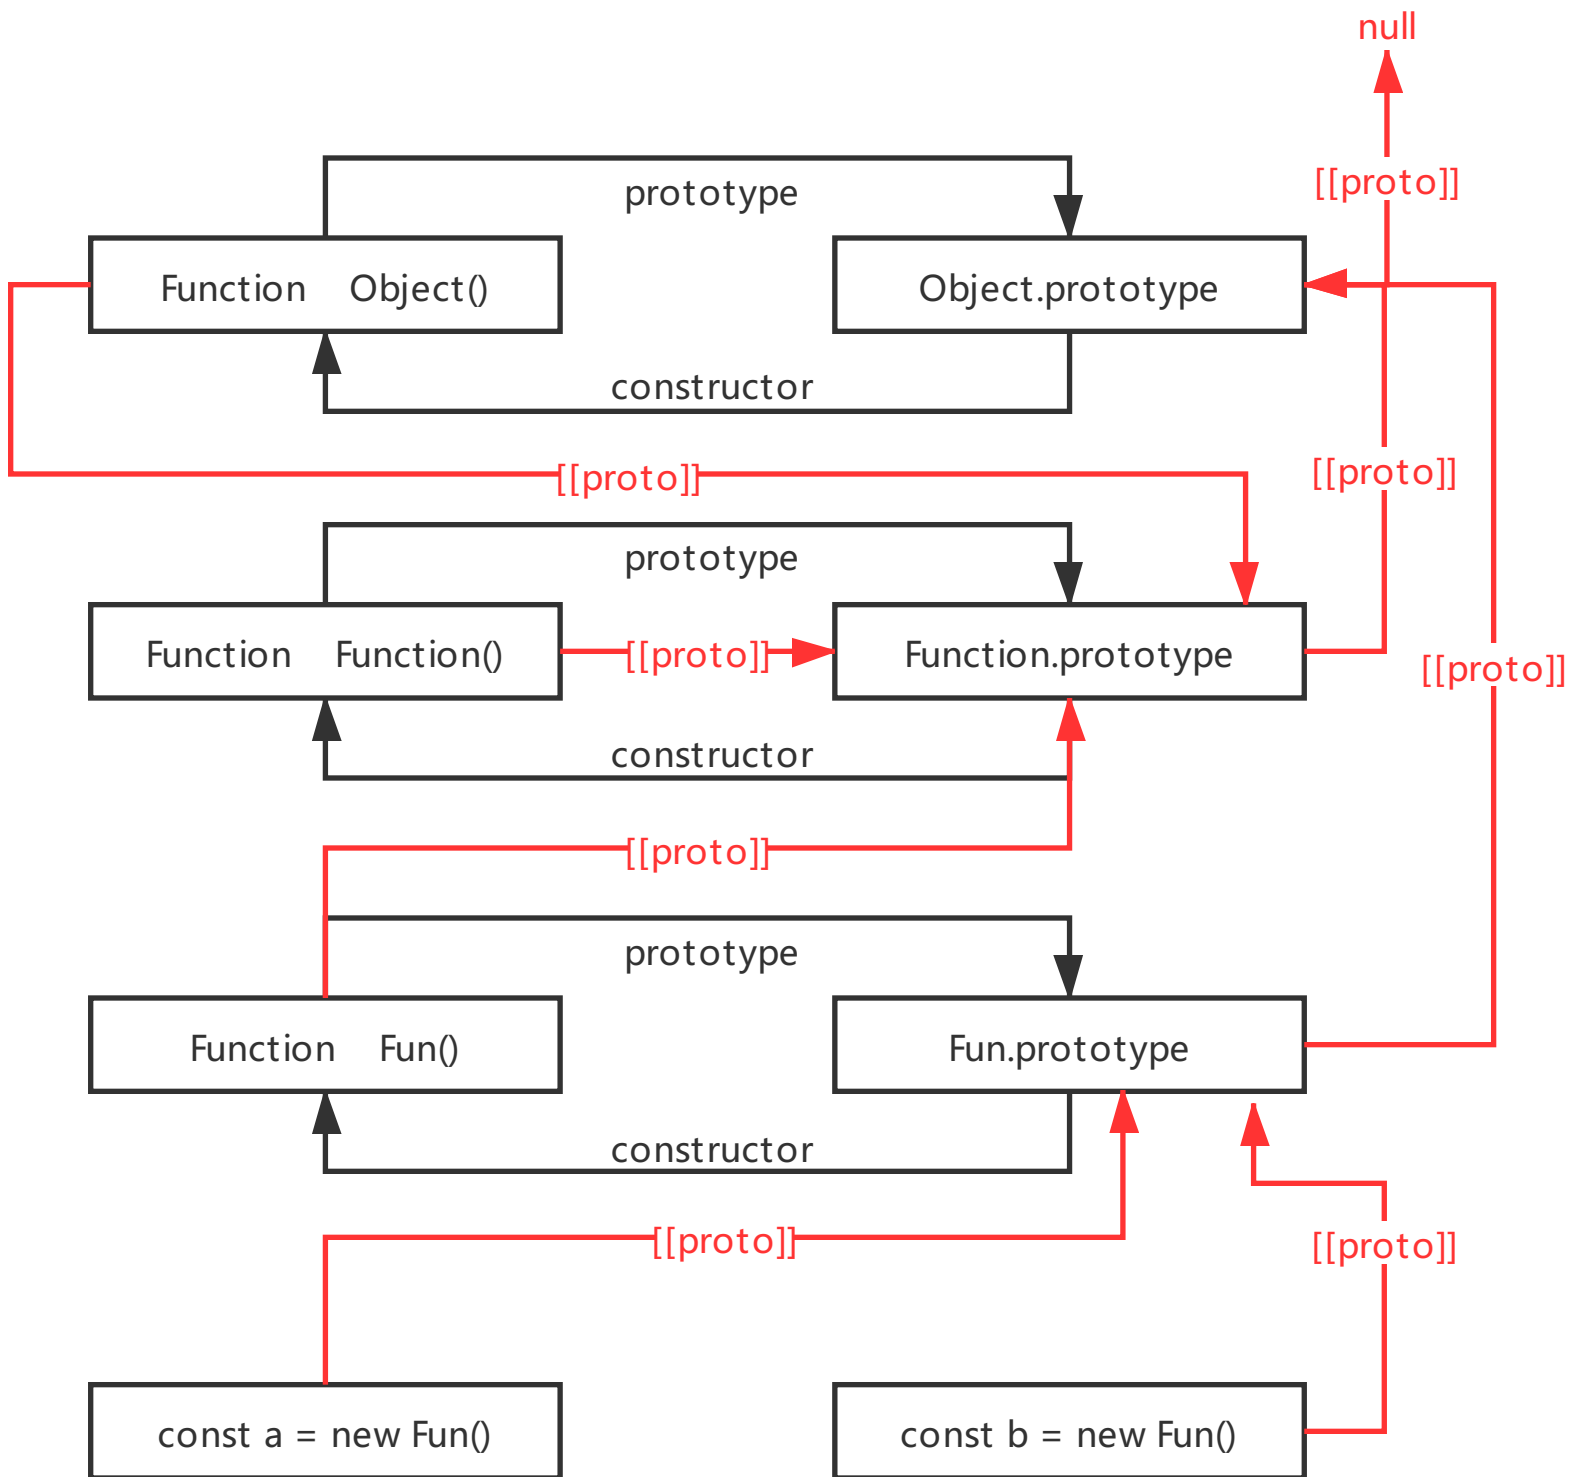 null
[[proto]]
prototype
Function Object()
Object.prototype
constructor
[[proto]]
[[proto]]
prototype
Function Function()
[[proto]]
Function.prototype
[[proto]]
constructor
[[proto]]
prototype
Function Fun()
Fun.prototype
constructor
[[proto]]
[[proto]]
const a = new Fun()
const b = new Fun()